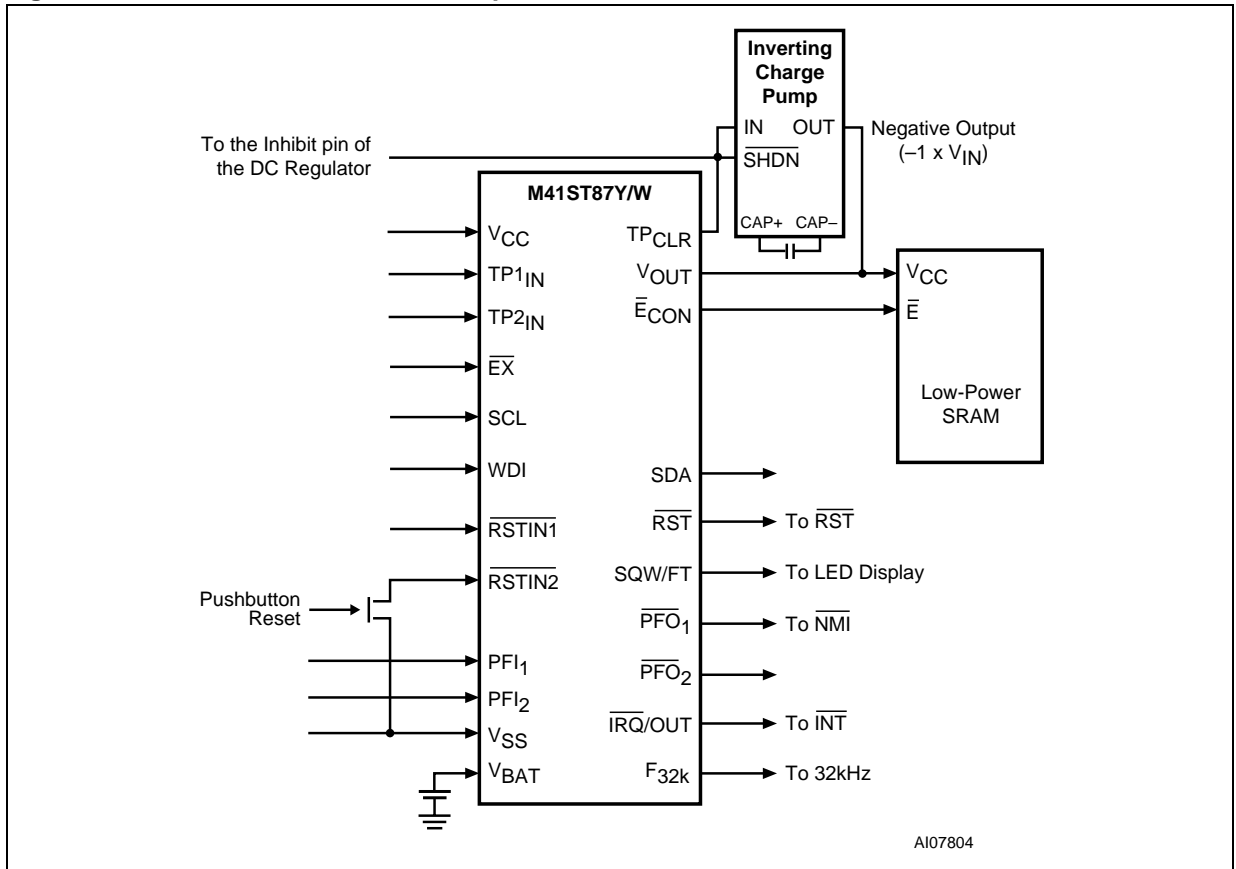 Inverting
Charge
Pump
IN OUT
SHDN
CAP+ CAP–
Negative Output
(–1 x VIN)
To the Inhibit pin of
the DC Regulator
M41ST87Y/W
VCC
TP1IN
TP2IN
EX
SCL
WDI
RSTIN1
RSTIN2
PFI1
PFI2
VSS
VBAT
TPCLR
VOUT
ECON
SDA
RST
SQW/FT
PFO1
PFO2
IRQ/OUT
F32k
Pushbutton
Reset
VCC
E
Low-Power
SRAM
To RST
To LED Display
To NMI
To INT
To 32kHz
AI07804